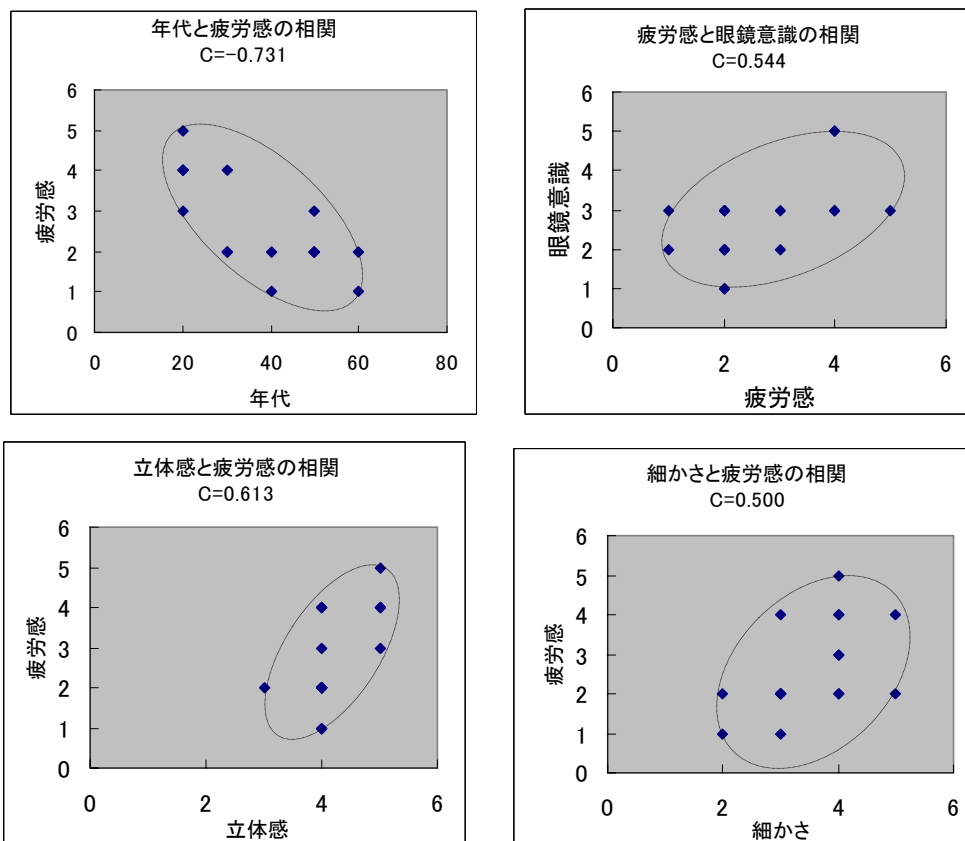 年代と疲労感の相関
C=-0.731
6
5
4
3
2
1
0
疲労感
0 20 40 60 80
年代
疲労感と眼鏡意識の相関
C=0.544
6
5
4
3
2
1
0
眼鏡意識
0 2 4 6
疲労感
立体感と疲労感の相関
C=0.613
6
5
4
3
2
1
0
疲労感
0 2 4 6
立体感
細かさと疲労感の相関
C=0.500
6
5
4
3
2
1
0
疲労感
0 2 4 6
細かさ